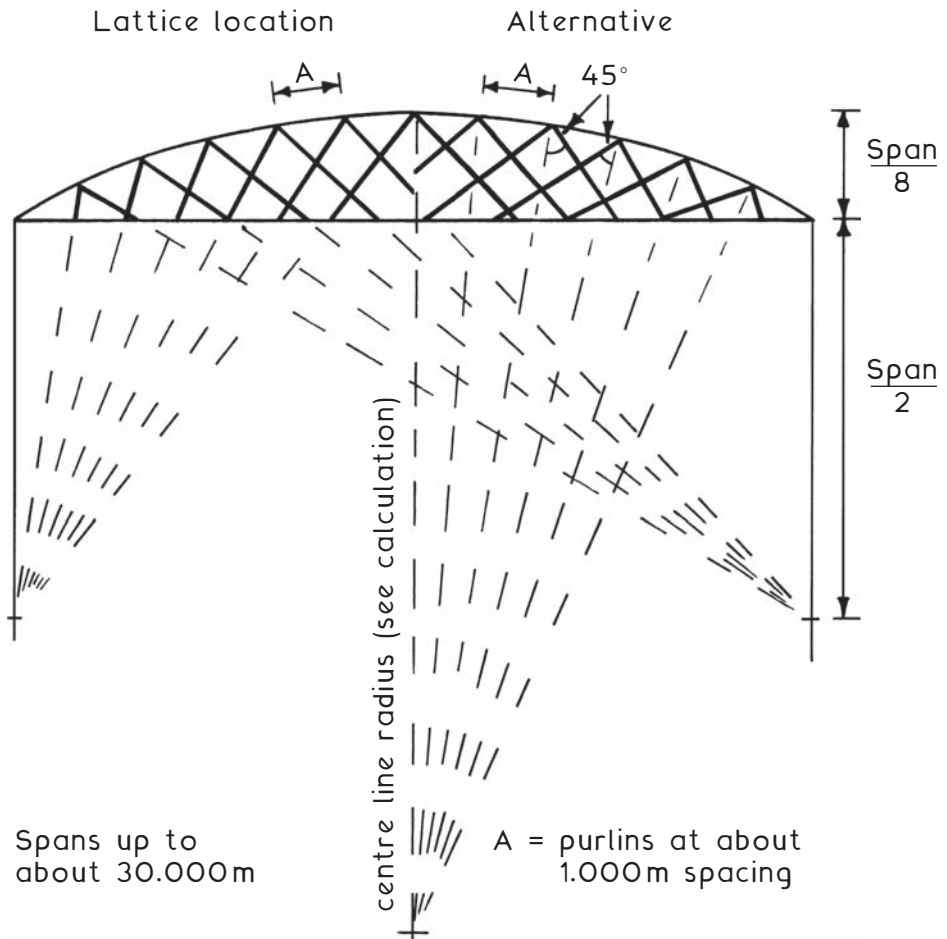 Lattice location
Alternative
A
A
45°
Span
8
Span
2
centre line radius (see calculation)
Spans up to
about 30.000m
A = purlins at about
1.000m spacing